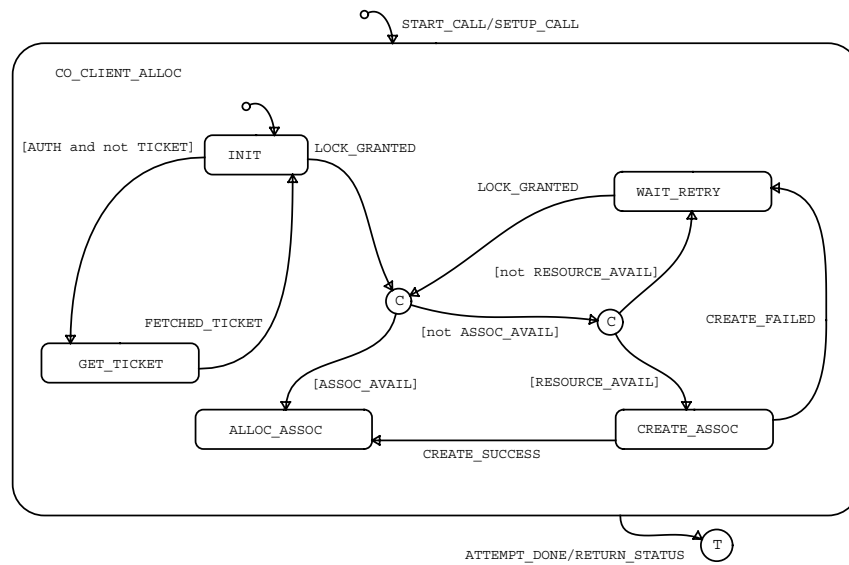 START_CALL/SETUP_CALL
CO_CLIENT_ALLOC
[AUTH and not TICKET]
INIT
LOCK_GRANTED
LOCK_GRANTED
WAIT_RETRY
[not RESOURCE_AVAIL]
C
C
FETCHED_TICKET
[not ASSOC_AVAIL]
CREATE_FAILED
GET_TICKET
[ASSOC_AVAIL]
[RESOURCE_AVAIL]
ALLOC_ASSOC
CREATE_ASSOC
CREATE_SUCCESS
ATTEMPT_DONE/RETURN_STATUS
T